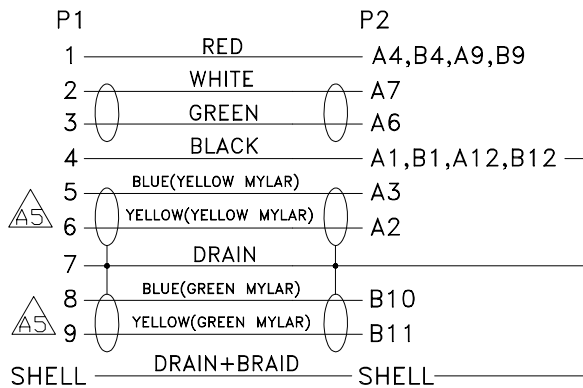 P1 P2
1 RED A4,B4,A9,B9
2 WHITE A7
3 GREEN A6
4 BLACK A1,B1,A12,B12
5 BLUE(YELLOW MYLAR) A3
A5 6 YELLOW(YELLOW MYLAR) A2
7 DRAIN
8 BLUE(GREEN MYLAR) B10
A5 9 YELLOW(GREEN MYLAR) B11
SHELL DRAIN+BRAID SHELL